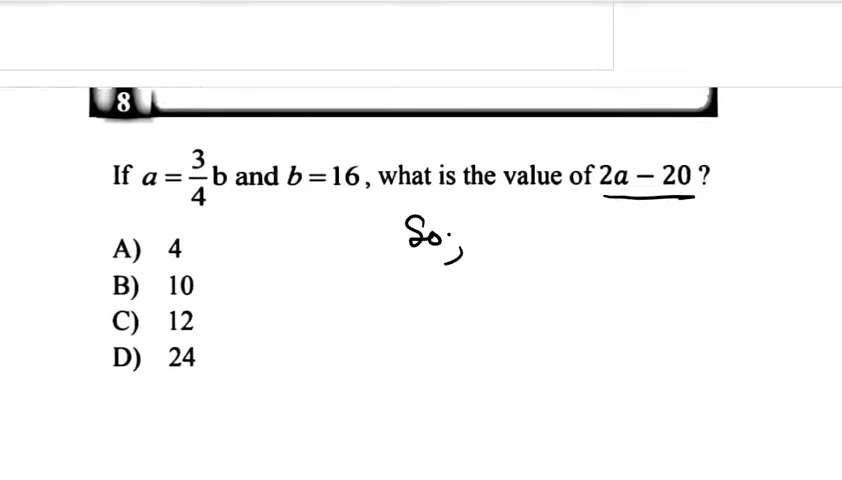 8
If a = 3/4 b and b = 16, what is the value of 2a − 20 ?
So;
A) 4
B) 10
C) 12
D) 24